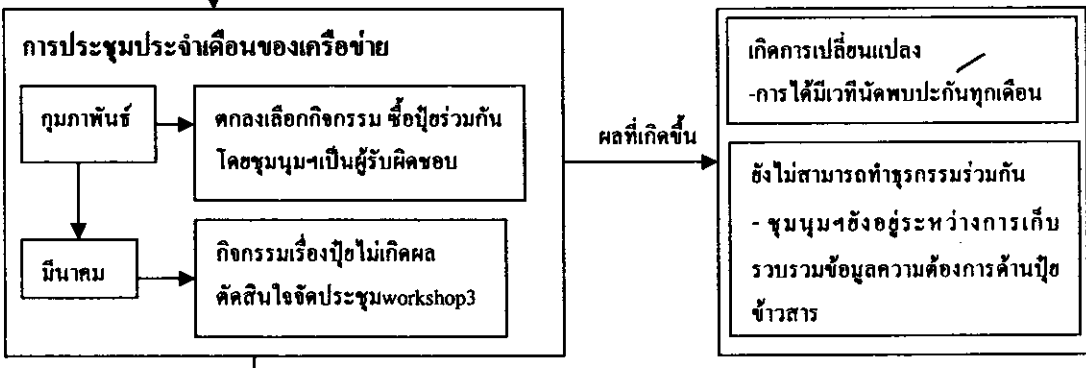 การประชุมประจำเดือนของเครือข่าย
กุมภาพันธ์
ตกลงเลือกกิจกรรม ซื้อปุ๋ยร่วมกัน
โดยชุมนุมฯเป็นผู้รับผิดชอบ
มีนาคม
กิจกรรมเรื่องปุ๋ยไม่เกิดผล
ตัดสินใจจัดประชุมworkshop3
ผลที่เกิดขึ้น
เกิดการเปลี่ยนแปลง
-การได้มีเวทีนัดพบปะกันทุกเดือน
ยังไม่สามารถทำธุรกรรมร่วมกัน
- ชุมนุมฯยังอยู่ระหว่างการเก็บ
รวบรวมข้อมูลความต้องการด้านปุ๋ย
ข้าวสาร